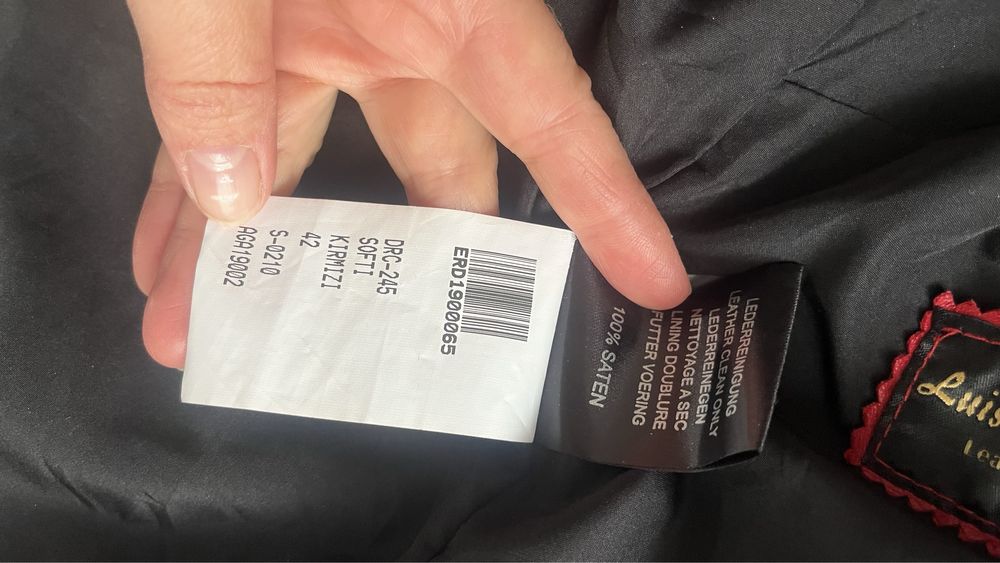 ERD1900065
DRC-245
SOFTI
KIRMIZI
42
S-0210
AGA19002
LEDERREINIGUNG
LEATHER CLEAN ONLY
LEDERREINEGEN
NETTOYAGE A SEC
LINING DOUBLURE
FUTTER VOERING
100% SATEN